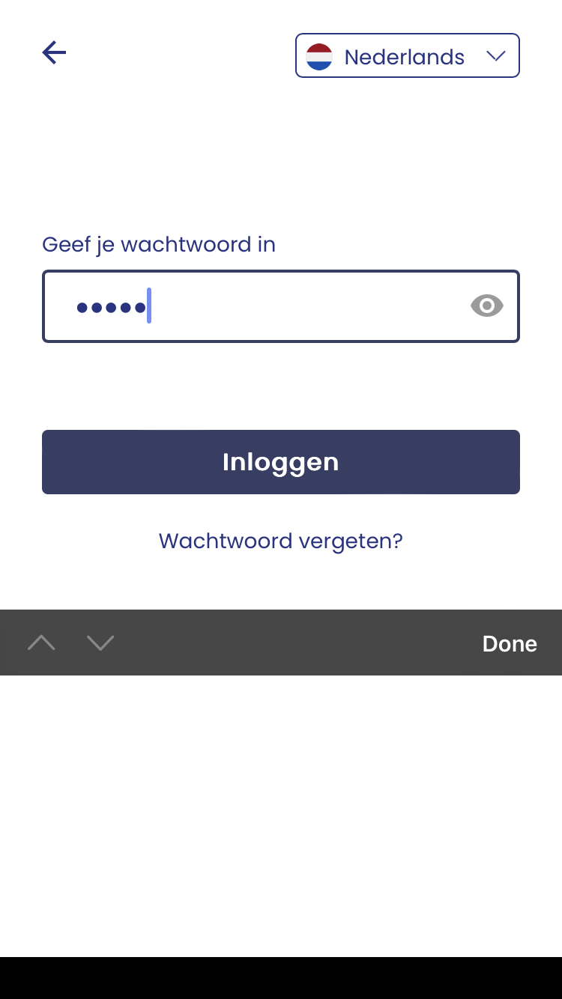 Nederlands
Geef je wachtwoord in
•••••
Inloggen
Wachtwoord vergeten?
Done